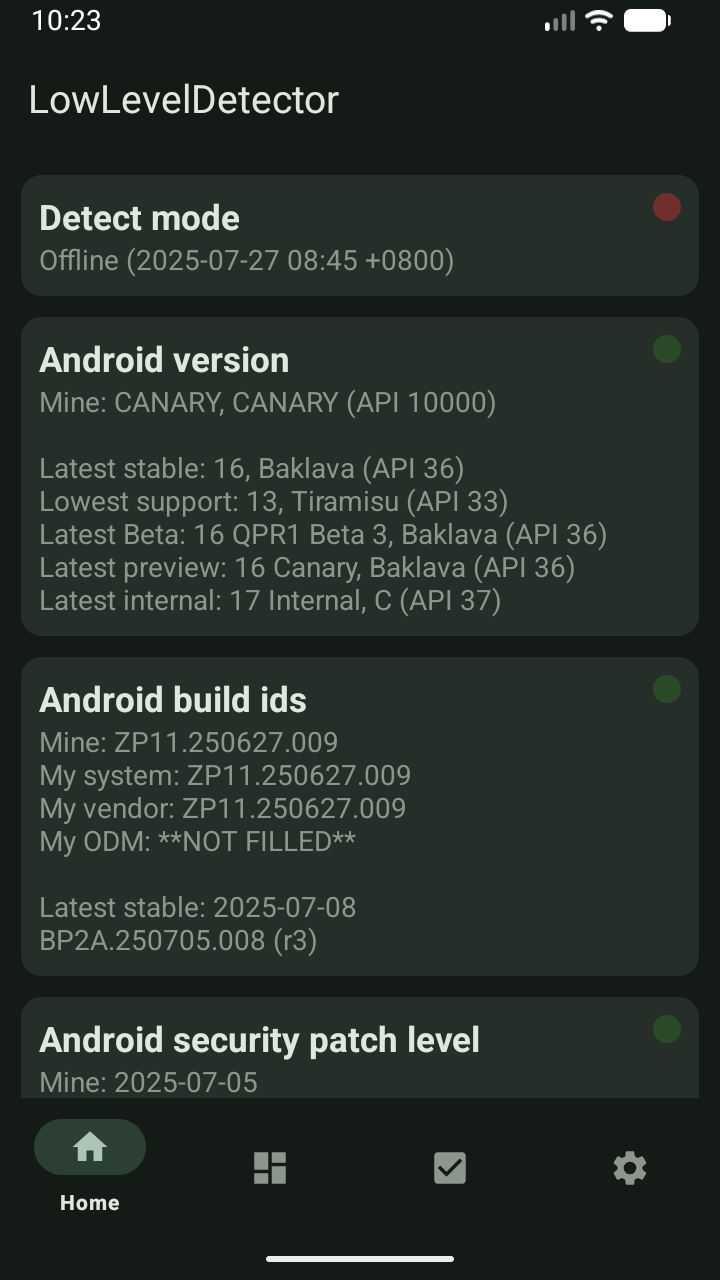 10:23
LowLevelDetector
Detect mode
Offline (2025-07-27 08:45 +0800)
Android version
Mine: CANARY, CANARY (API 10000)
Latest stable: 16, Baklava (API 36)
Lowest support: 13, Tiramisu (API 33)
Latest Beta: 16 QPR1 Beta 3, Baklava (API 36)
Latest preview: 16 Canary, Baklava (API 36)
Latest internal: 17 Internal, C (API 37)
Android build ids
Mine: ZP11.250627.009
My system: ZP11.250627.009
My vendor: ZP11.250627.009
My ODM: **NOT FILLED**
Latest stable: 2025-07-08
BP2A.250705.008 (r3)
Android security patch level
Mine: 2025-07-05
Home